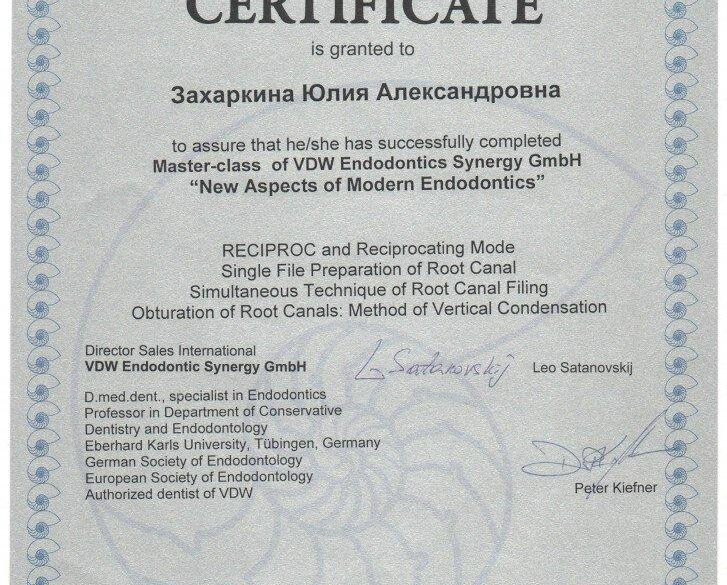 CERTIFICATE
is granted to
Захаркина Юлия Александровна
to assure that he/she has successfully completed
Master-class of VDW Endodontics Synergy GmbH
“New Aspects of Modern Endodontics”
RECIPROC and Reciprocating Mode
Single File Preparation of Root Canal
Simultaneous Technique of Root Canal Filing
Obturation of Root Canals: Method of Vertical Condensation
Director Sales International
VDW Endodontic Synergy GmbH
L Satanovskij
Leo Satanovskij
D.med.dent., specialist in Endodontics
Professor in Department of Conservative
Dentistry and Endodontology
Eberhard Karls University, Tübingen, Germany
German Society of Endodontology
European Society of Endodontology
Authorized dentist of VDW
Peter Kiefner